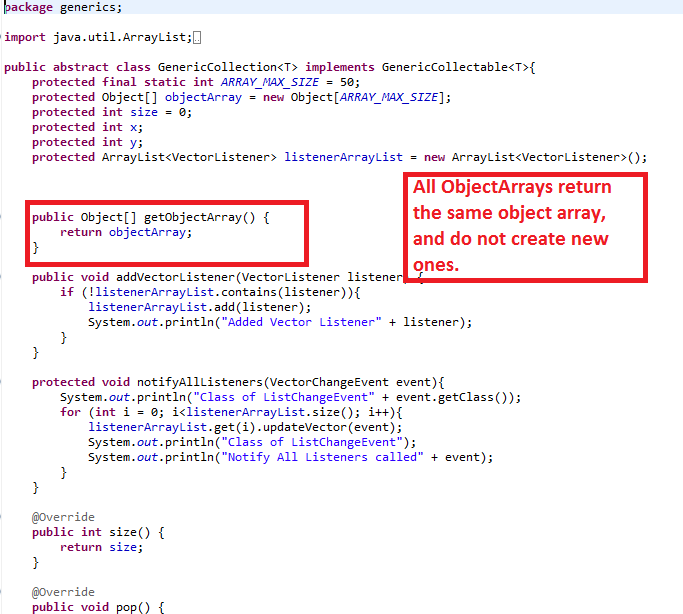 package generics;
import java.util.ArrayList;
public abstract class GenericCollection<T> implements GenericCollectable<T>{
protected final static int ARRAY_MAX_SIZE = 50;
protected Object[] objectArray = new Object[ARRAY_MAX_SIZE];
protected int size = 0;
protected int x;
protected int y;
protected ArrayList<VectorListener> listenerArrayList = new ArrayList<VectorListener>();
All ObjectArrays return
the same object array,
and do not create new
ones.
public Object[] getObjectArray() {
return objectArray;
}
public void addVectorListener(VectorListener listener) {
if (!listenerArrayList.contains(listener)){
listenerArrayList.add(listener);
System.out.println("Added Vector Listener" + listener);
}
}
protected void notifyAllListeners(VectorChangeEvent event){
System.out.println("Class of ListChangeEvent" + event.getClass());
for (int i = 0; i<listenerArrayList.size(); i++){
listenerArrayList.get(i).updateVector(event);
System.out.println("Class of ListChangeEvent");
System.out.println("Notify All Listeners called" + event);
}
}
@Override
public int size() {
return size;
}
@Override
public void pop() {